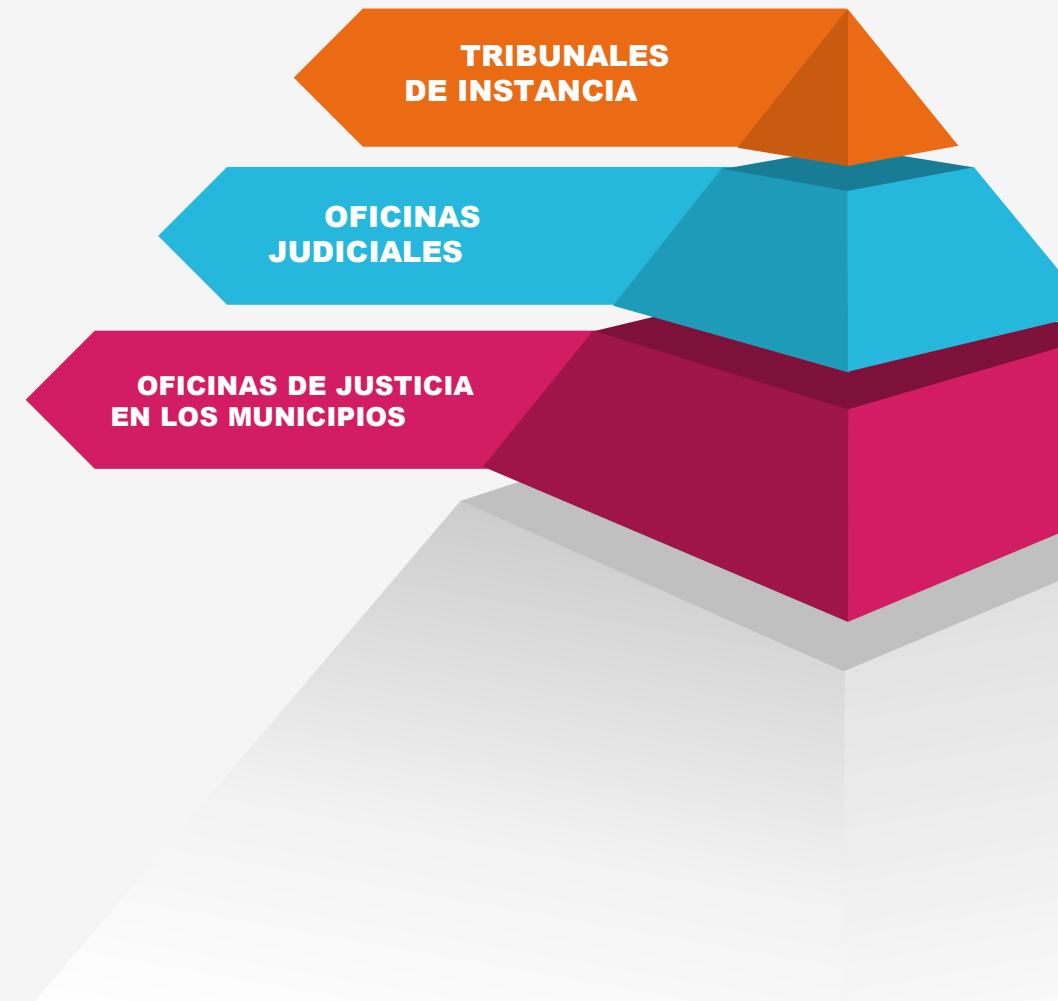 TRIBUNALES
DE INSTANCIA
OFICINAS
JUDICIALES
OFICINAS DE JUSTICIA
EN LOS MUNICIPIOS